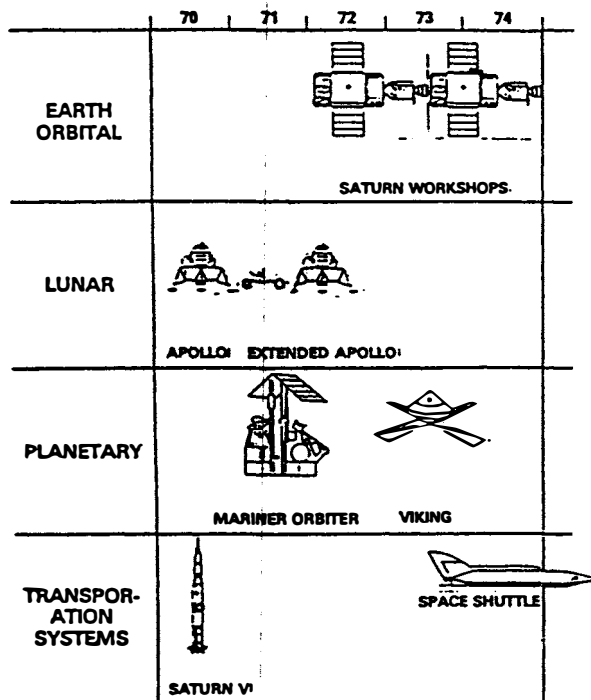 70 71 72 73 74
EARTH
ORBITAL
SATURN WORKSHOPS
LUNAR
APOLLO EXTENDED APOLLO
PLANETARY
MARINER ORBITER VIKING
TRANSPOR-
ATION
SYSTEMS
SPACE SHUTTLE
SATURN V